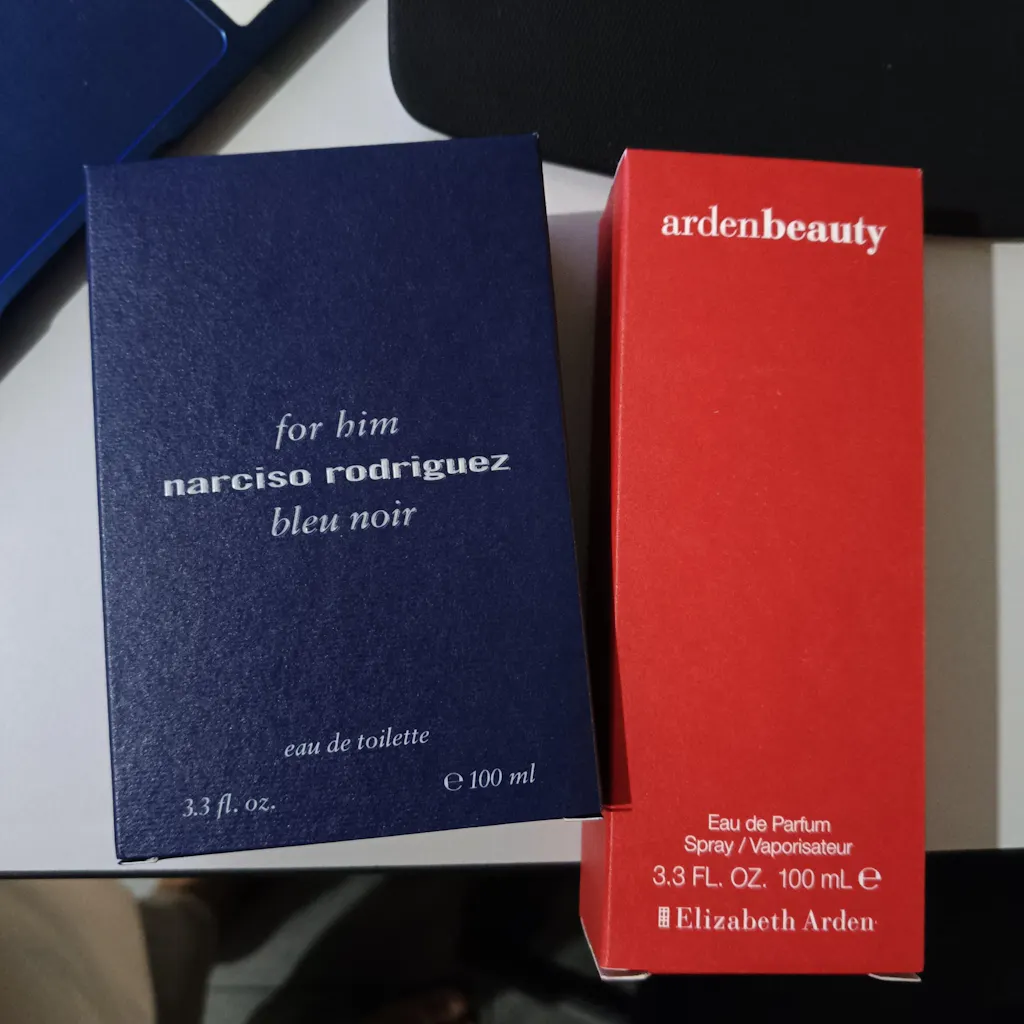 for him
narciso rodriguez
bleu noir
eau de toilette
3.3 fl. oz.
℮ 100 ml
ardenbeauty
Eau de Parfum
Spray / Vaporisateur
3.3 FL. OZ. 100 mL ℮
Elizabeth Arden